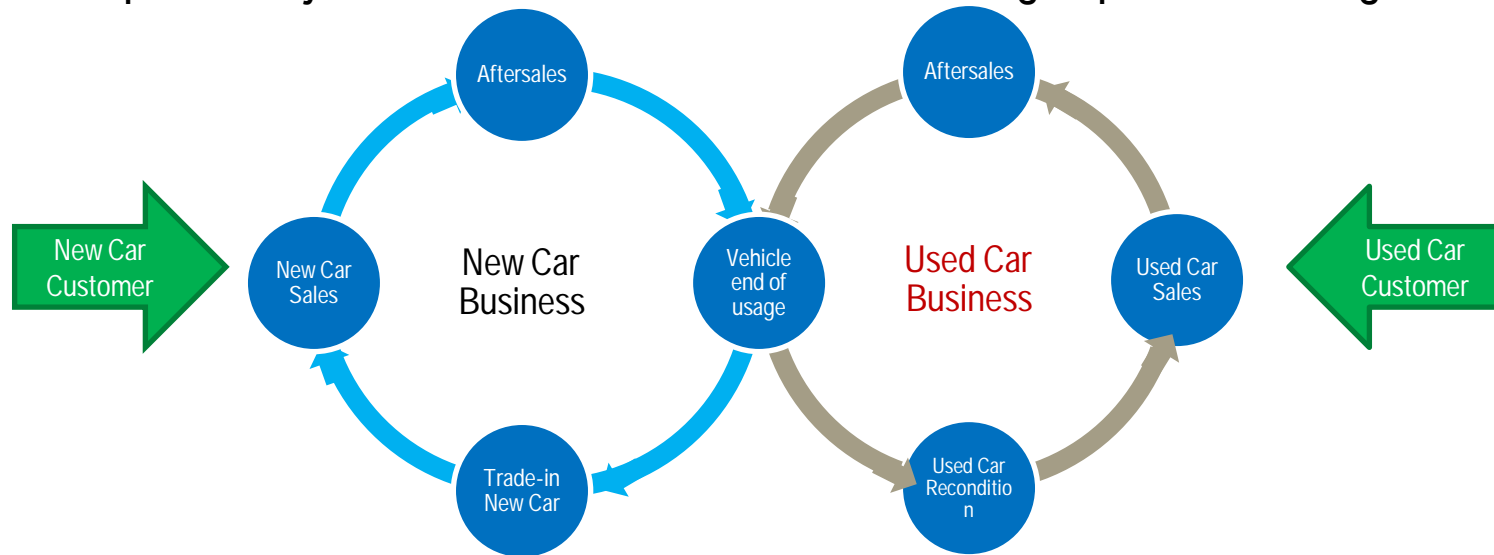 Aftersales
Aftersales
New Car
Customer
New Car
Sales
New Car
Business
Vehicle
end of
usage
Used Car
Business
Used Car
Sales
Used Car
Customer
Trade-in
New Car
Used Car
Reconditio
n